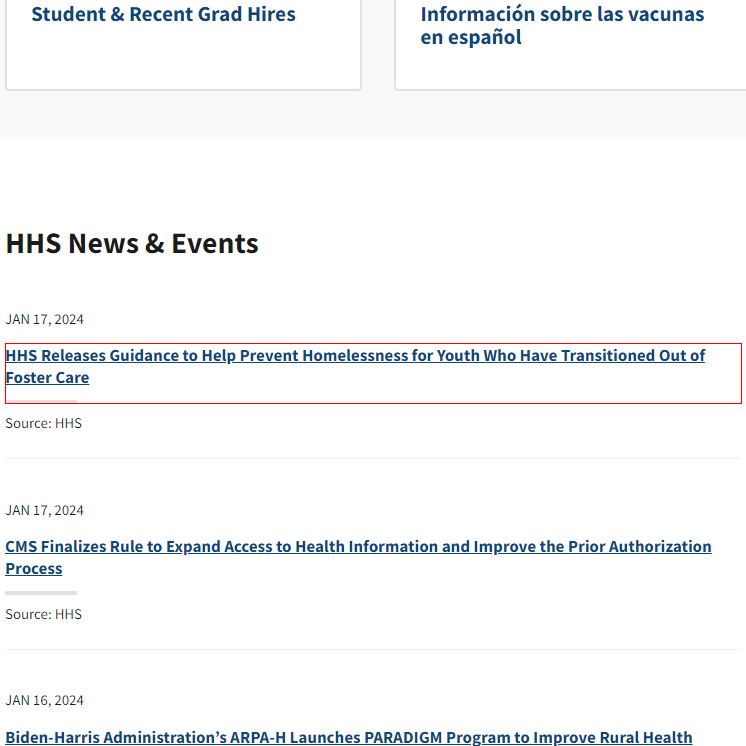 Student & Recent Grad Hires
Información sobre las vacunas
en español
HHS News & Events
JAN 17, 2024
HHS Releases Guidance to Help Prevent Homelessness for Youth Who Have Transitioned Out of
Foster Care
Source: HHS
JAN 17, 2024
CMS Finalizes Rule to Expand Access to Health Information and Improve the Prior Authorization
Process
Source: HHS
JAN 16, 2024
Biden-Harris Administration’s ARPA-H Launches PARADIGM Program to Improve Rural Health